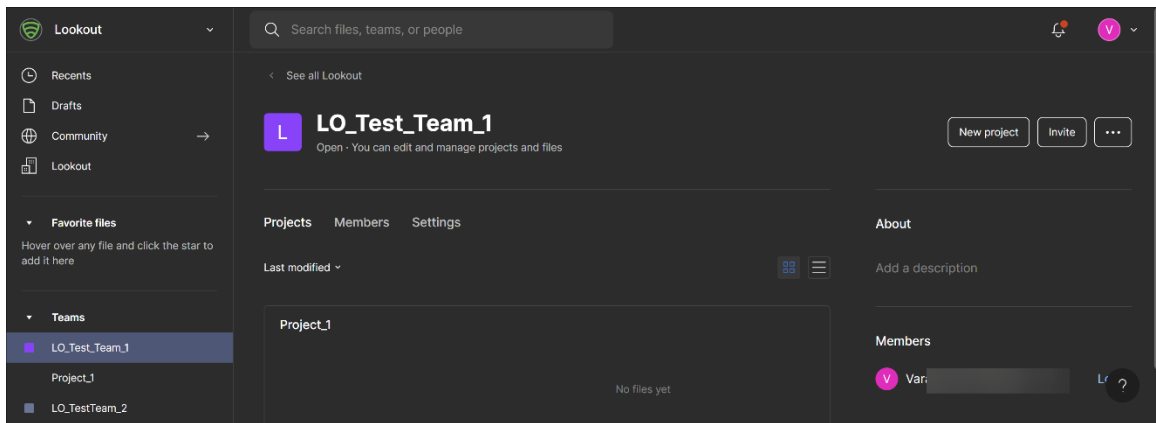 Lookout
Search files, teams, or people
V
Recents
Drafts
Community
Lookout
Favorite files
Hover over any file and click the star to
add it here
Teams
LO_Test_Team_1
Project_1
LO_TestTeam_2
See all Lookout
L
LO_Test_Team_1
Open · You can edit and manage projects and files
New project
Invite
...
Projects Members Settings
Last modified
Project_1
No files yet
About
Add a description
Members
V
?